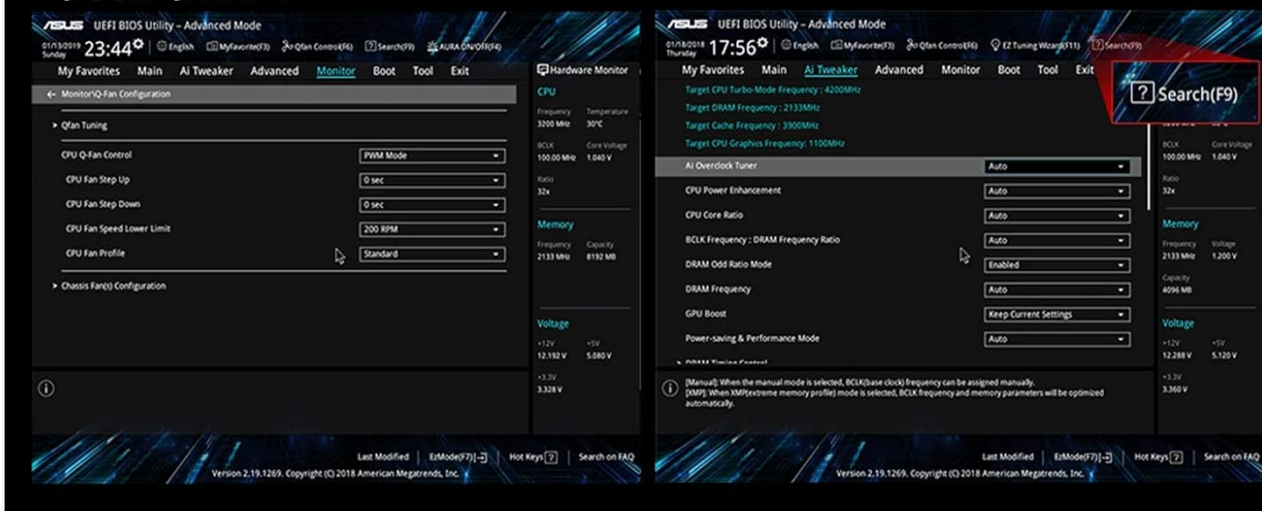 ASUS UEFI BIOS Utility – Advanced Mode
01/13/2019 Sunday 23:44 English MyFavorite(F3) Qfan Control(F6) Search(F9) AURA ON/OFF(F4)
My Favorites Main Ai Tweaker Advanced Monitor Boot Tool Exit
← Monitor\Q-Fan Configuration
> Qfan Tuning
CPU Q-Fan Control PWM Mode
CPU Fan Step Up 0 sec
CPU Fan Step Down 0 sec
CPU Fan Speed Lower Limit 200 RPM
CPU Fan Profile Standard
> Chassis Fan(s) Configuration
Hardware Monitor
CPU
Frequency Temperature
3200 MHz 30°C
BCLK Core Voltage
100.00 MHz 1.040 V
Ratio
32x
Memory
Frequency Capacity
2133 MHz 8192 MB
Voltage
+12V +5V
12.192 V 5.080 V
+3.3V
3.328 V
Last Modified EzMode(F7) Hot Keys ? Search on FAQ
Version 2.19.1269. Copyright (C) 2018 American Megatrends, Inc.
ASUS UEFI BIOS Utility – Advanced Mode
01/18/2018 Thursday 17:56 English MyFavorite(F3) Qfan Control(F6) EZ Tuning Wizard(F11) Search(F9)
My Favorites Main Ai Tweaker Advanced Monitor Boot Tool Exit
? Search(F9)
Target CPU Turbo-Mode Frequency : 4200MHz
Target DRAM Frequency : 2133MHz
Target Cache Frequency : 3900MHz
Target CPU Graphics Frequency: 1100MHz
Ai Overclock Tuner Auto
CPU Power Enhancement Auto
CPU Core Ratio Auto
BCLK Frequency : DRAM Frequency Ratio Auto
DRAM Odd Ratio Mode Enabled
DRAM Frequency Auto
GPU Boost Keep Current Settings
Power-saving & Performance Mode Auto
> DRAM Timing Control
[Manual]: When the manual mode is selected, BCLK(base clock) frequency can be assigned manually.
[XMP]: When XMP(extreme memory profile) mode is selected, BCLK frequency and memory parameters will be optimized
automatically.
BCLK Core Voltage
100.00 MHz 1.040 V
Ratio
32x
Memory
Frequency Voltage
2133 MHz 1.200 V
Capacity
4096 MB
Voltage
+12V +5V
12.288 V 5.120 V
+3.3V
3.360 V
Last Modified EzMode(F7) Hot Keys ? Search on FAQ
Version 2.19.1269. Copyright (C) 2018 American Megatrends, Inc.